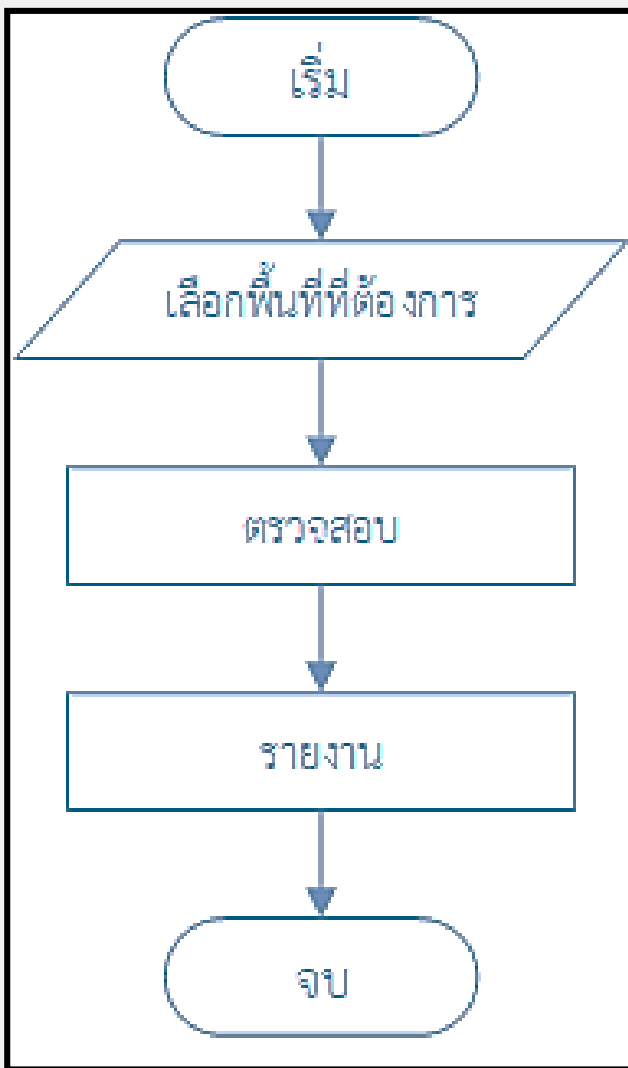 เริ่ม
เลือกพื้นที่ที่ต้องการ
ตรวจสอบ
รายงาน
จบ